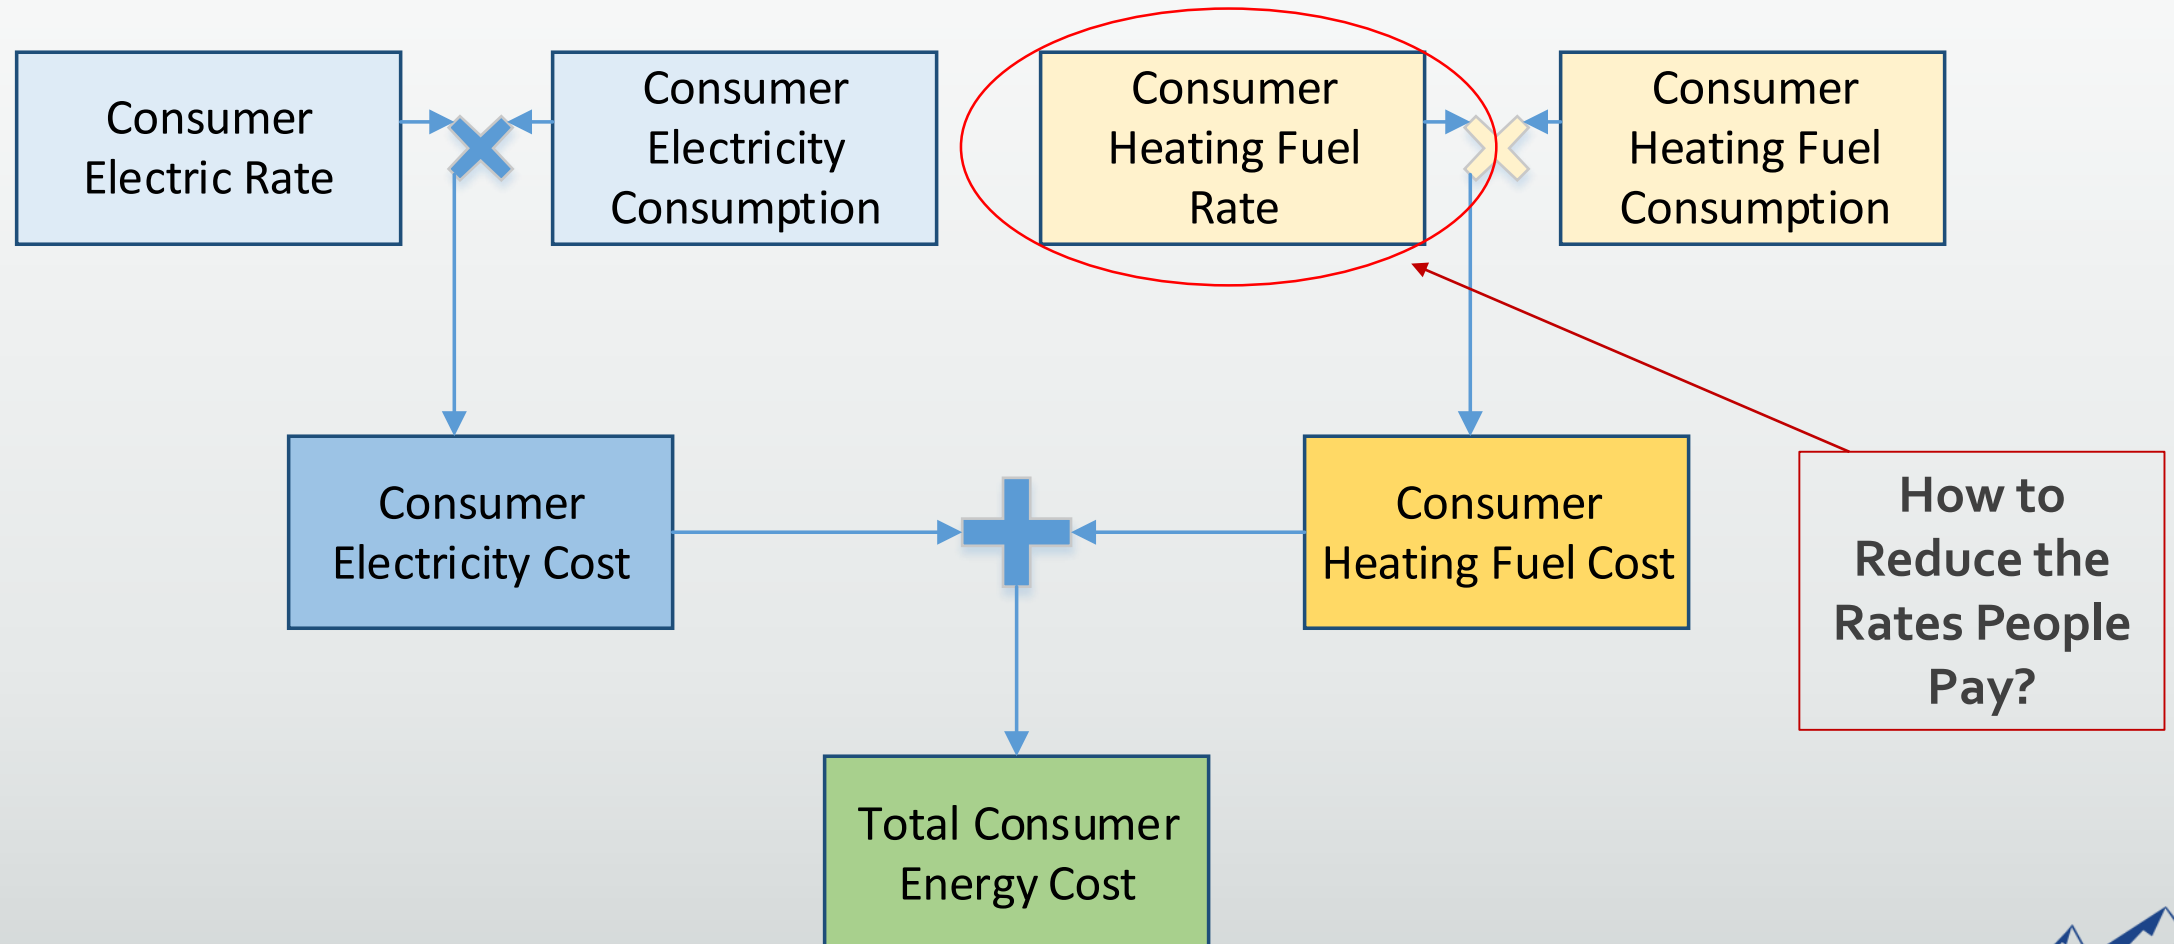 Consumer
Electric Rate
Consumer
Electricity
Consumption
Consumer
Heating Fuel
Rate
Consumer
Heating Fuel
Consumption
Consumer
Electricity Cost
Consumer
Heating Fuel Cost
How to
Reduce the
Rates People
Pay?
Total Consumer
Energy Cost